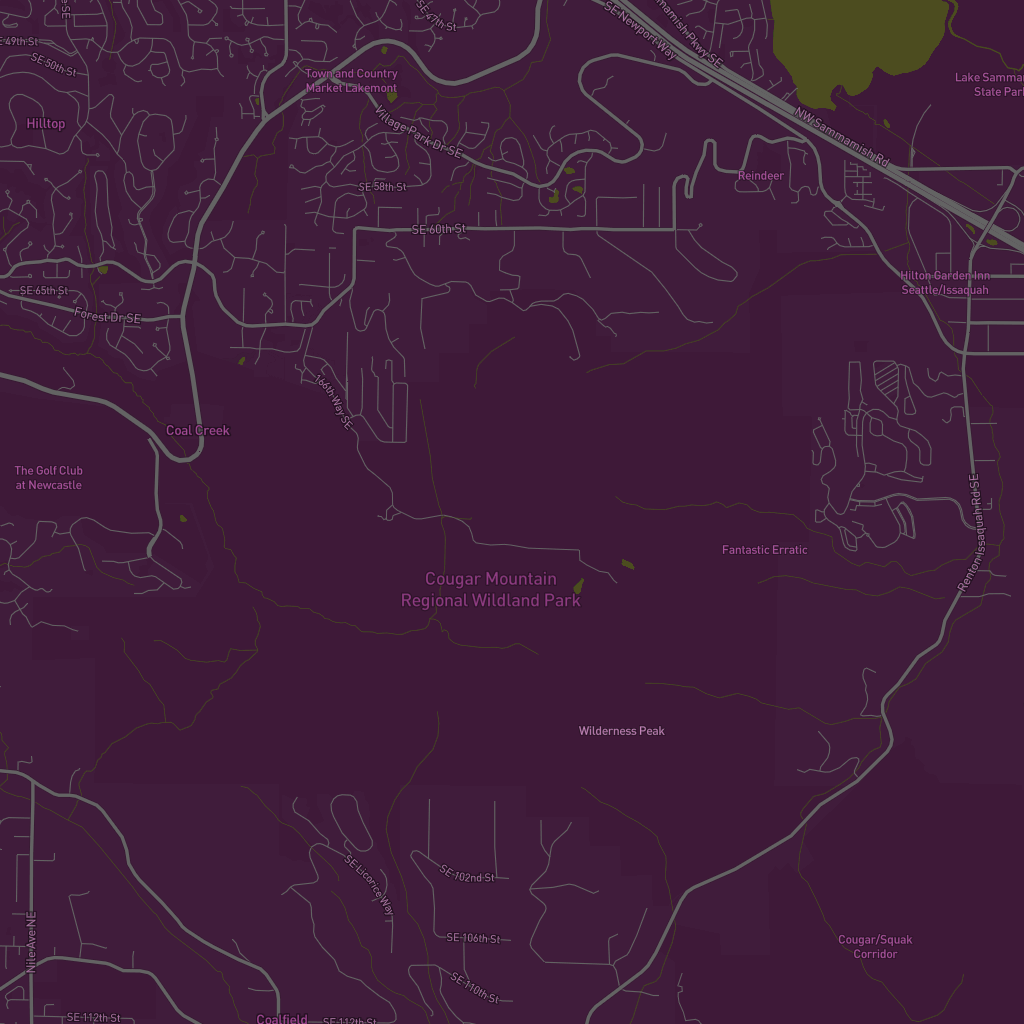 SE 47th St
SE Newport Way
Sammamish Pkwy SE
SE 49th St
SE 50th St
Town and Country
Market Lakemont
Lake Sammam
State Park
Hilltop
Village Park Dr SE
NW Sammamish Rd
Reindeer
SE 58th St
SE 60th St
Hilton Garden Inn
Seattle/Issaquah
SE 65th St
Forest Dr SE
166th Way SE
Coal Creek
The Golf Club
at Newcastle
Renton Issaquah Rd SE
Fantastic Erratic
Cougar Mountain
Regional Wildland Park
Wilderness Peak
SE Licorice Way
SE 102nd St
Nile Ave NE
SE 106th St
Cougar/Squak
Corridor
SE 110th St
SE 112th St
Coalfield
SE 112th St